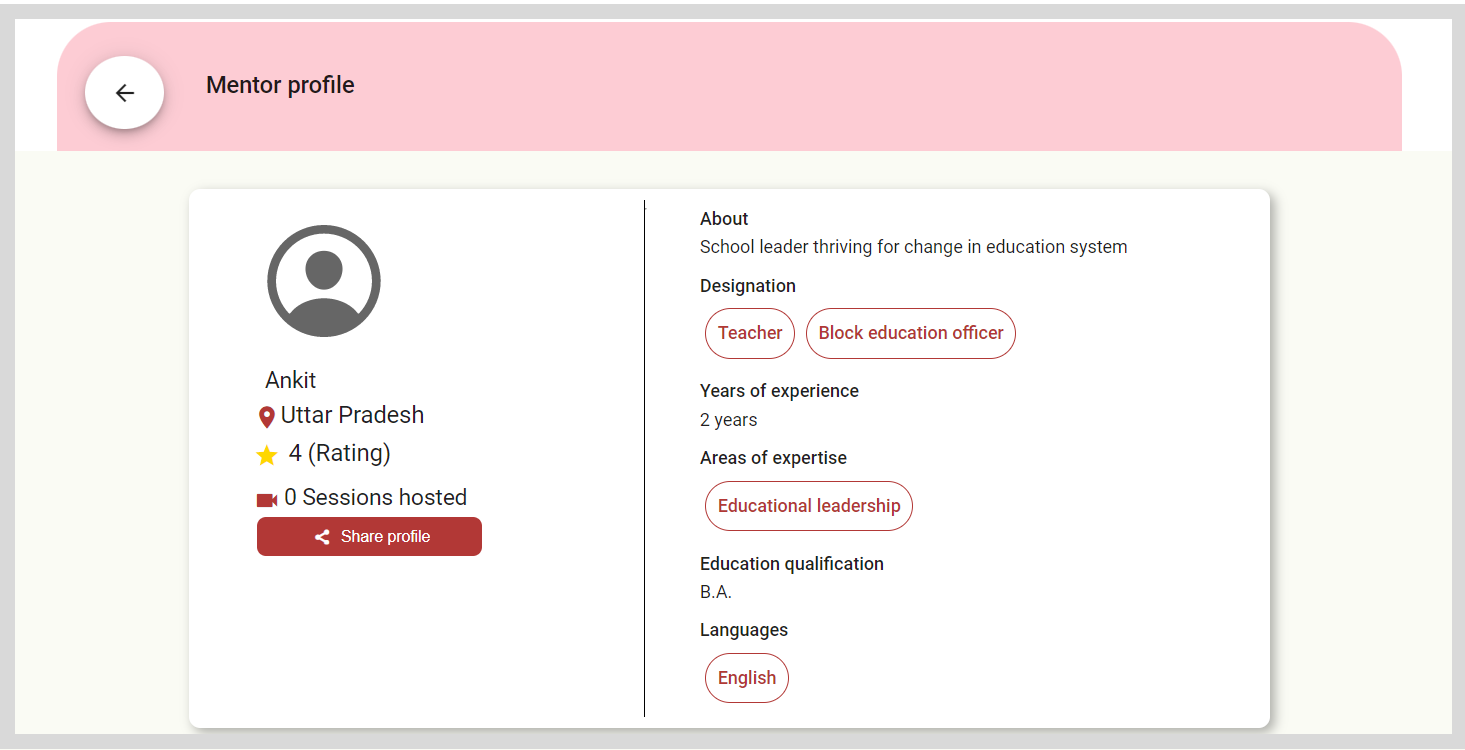 Mentor profile
Ankit
Uttar Pradesh
4 (Rating)
0 Sessions hosted
Share profile
About
School leader thriving for change in education system
Designation
Teacher Block education officer
Years of experience
2 years
Areas of expertise
Educational leadership
Education qualification
B.A.
Languages
English